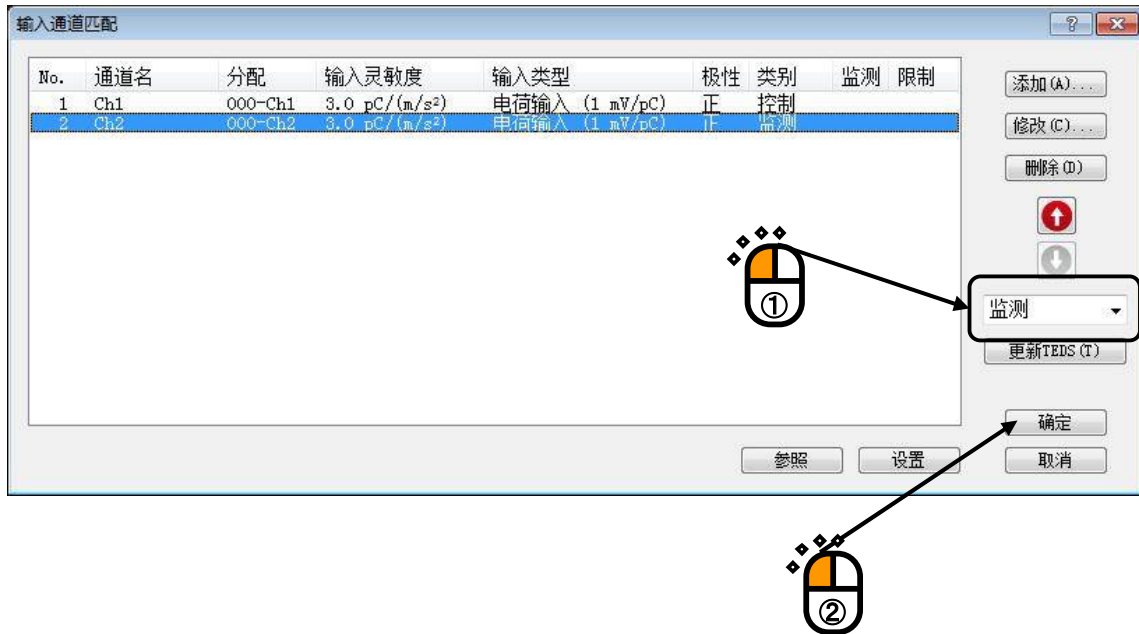 输入通道匹配
No. 通道名 分配 输入灵敏度 输入类型 极性 类别 监测 限制
1 Ch1 000-Ch1 3.0 pC/(m/s²) 电荷输入 (1 mV/pC) 正 控制
2 Ch2 000-Ch2 3.0 pC/(m/s²) 电荷输入 (1 mV/pC) 正 监测
添加(A)...
修改(C)...
删除(D)
监测
更新TEDS(T)
确定
参照 设置 取消
①
②